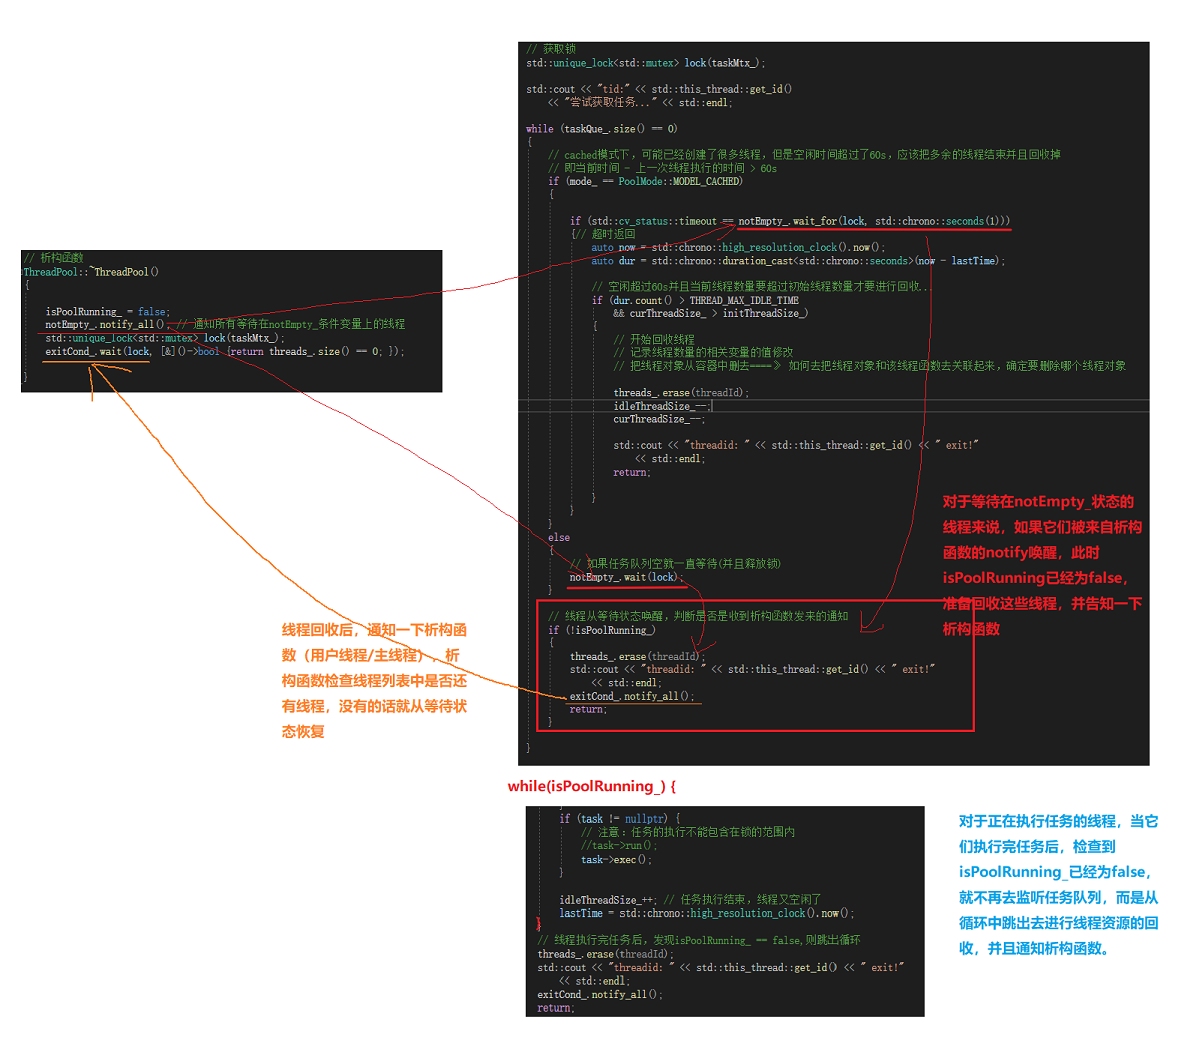 // 获取锁
std::unique_lock<std::mutex> lock(taskMtx_);
std::cout << "tid:" << std::this_thread::get_id()
<< "尝试获取任务..." << std::endl;
while (taskQue_.size() == 0)
{
// cached模式下，可能已经创建了很多线程，但是空闲时间超过了60s，应该把多余的线程结束并且回收掉
// 即当前时间 - 上一次线程执行的时间 > 60s
if (mode_ == PoolMode::MODEL_CACHED)
{
if (std::cv_status::timeout == notEmpty_.wait_for(lock, std::chrono::seconds(1)))
{// 超时返回
auto now = std::chrono::high_resolution_clock().now();
auto dur = std::chrono::duration_cast<std::chrono::seconds>(now - lastTime);
// 空闲超过60s并且当前线程数量要超过初始线程数量才要进行回收...
if (dur.count() > THREAD_MAX_IDLE_TIME
&& curThreadSize_ > initThreadSize_)
{
// 开始回收线程
// 记录线程数量的相关变量的值修改
// 把线程对象从容器中删去====》 如何去把线程对象和该线程函数去关联起来，确定要删除哪个线程对象
threads_.erase(threadId);
idleThreadSize_--;
curThreadSize_--;
std::cout << "threadid: " << std::this_thread::get_id() << " exit!"
<< std::endl;
return;
}
}
}
else
{
// 如果任务队列空就一直等待(并且释放锁)
notEmpty_.wait(lock);
}
// 线程从等待状态唤醒，判断是否是收到析构函数发来的通知
if (!isPoolRunning_)
{
threads_.erase(threadId);
std::cout << "threadid: " << std::this_thread::get_id() << " exit!"
<< std::endl;
exitCond_.notify_all();
return;
}
}
// 析构函数
ThreadPool::~ThreadPool()
{
isPoolRunning_ = false;
notEmpty_.notify_all(); // 通知所有等待在notEmpty_条件变量上的线程
std::unique_lock<std::mutex> lock(taskMtx_);
exitCond_.wait(lock, [&]()->bool {return threads_.size() == 0; });
}
对于等待在notEmpty_状态的
线程来说，如果它们被来自析构
函数的notify唤醒，此时
isPoolRunning已经为false，
准备回收这些线程，并告知一下
析构函数
线程回收后，通知一下析构函
数（用户线程/主线程），析
构函数检查线程列表中是否还
有线程，没有的话就从等待状
态恢复
while(isPoolRunning_) {
}
if (task != nullptr) {
// 注意：任务的执行不能包含在锁的范围内
//task->run();
task->exec();
}
idleThreadSize_++; // 任务执行结束，线程又空闲了
lastTime = std::chrono::high_resolution_clock().now();
}
// 线程执行完任务后，发现isPoolRunning_ == false,则跳出循环
threads_.erase(threadId);
std::cout << "threadid: " << std::this_thread::get_id() << " exit!"
<< std::endl;
exitCond_.notify_all();
return;
对于正在执行任务的线程，当它
们执行完任务后，检查到
isPoolRunning_已经为false，
就不再去监听任务队列，而是从
循环中跳出去进行线程资源的回
收，并且通知析构函数。